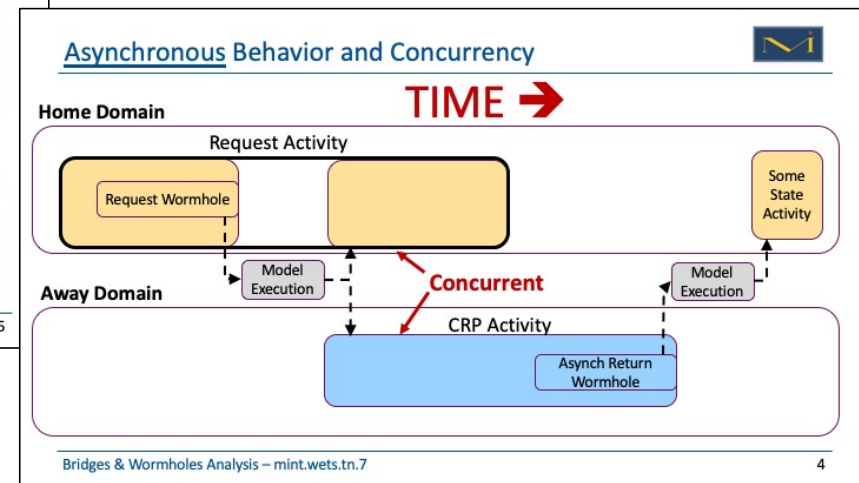 Asynchronous Behavior and Concurrency
TIME
Home Domain
Request Activity
Request Wormhole
Some
State
Activity
Model
Execution
Concurrent
Model
Execution
Away Domain
5
CRP Activity
Asynch Return
Wormhole
Bridges & Wormholes Analysis – mint.wets.tn.7
4